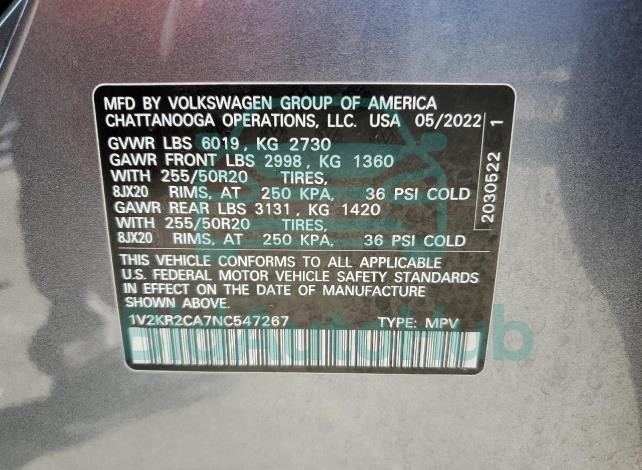 MFD BY VOLKSWAGEN GROUP OF AMERICA
CHATTANOOGA OPERATIONS, LLC. USA 05/2022
GVWR LBS 6019, KG 2730
GAWR FRONT LBS 2998, KG 1360
WITH 255/50R20 TIRES,
8JX20 RIMS, AT 250 KPA, 36 PSI COLD
GAWR REAR LBS 3131, KG 1420
WITH 255/50R20 TIRES,
8JX20 RIMS, AT 250 KPA, 36 PSI COLD
THIS VEHICLE CONFORMS TO ALL APPLICABLE
U.S. FEDERAL MOTOR VEHICLE SAFETY STANDARDS
IN EFFECT ON THE DATE OF MANUFACTURE
SHOWN ABOVE.
1V2KR2CA7NC547267 TYPE: MPV
2030522 1
BidAutoHub